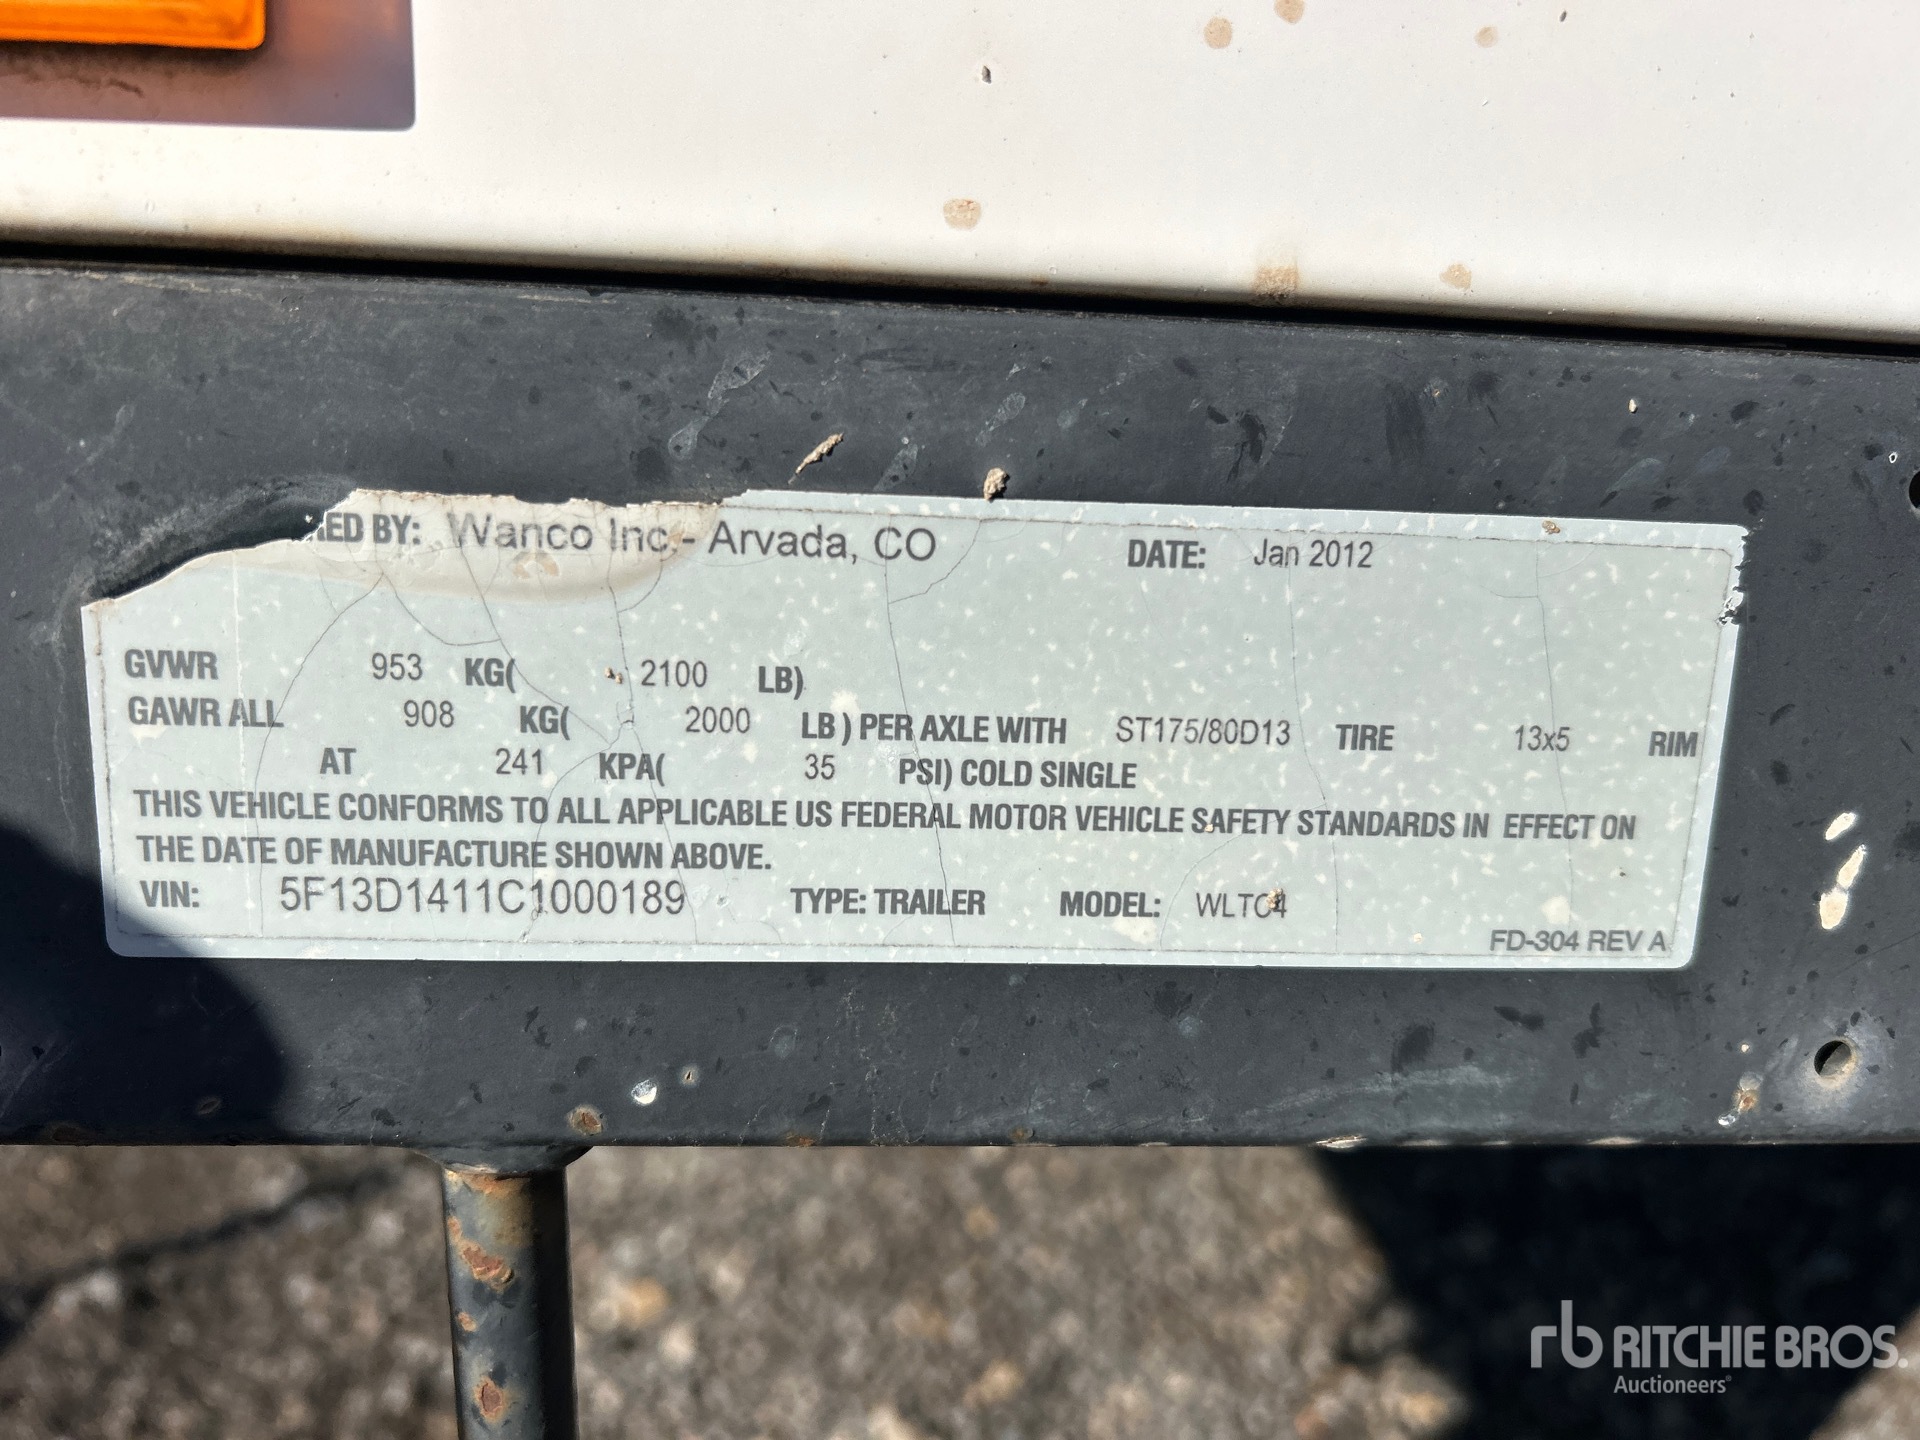 RED BY: Wanco Inc.- Arvada, CO DATE: Jan 2012
GVWR 953 KG( 2100 LB)
GAWR ALL 908 KG( 2000 LB ) PER AXLE WITH ST175/80D13 TIRE 13x5 RIM
AT 241 KPA( 35 PSI) COLD SINGLE
THIS VEHICLE CONFORMS TO ALL APPLICABLE US FEDERAL MOTOR VEHICLE SAFETY STANDARDS IN EFFECT ON
THE DATE OF MANUFACTURE SHOWN ABOVE.
VIN: 5F13D1411C1000189 TYPE: TRAILER MODEL: WLTC4
FD-304 REV A
rb RITCHIE BROS.
Auctioneers®